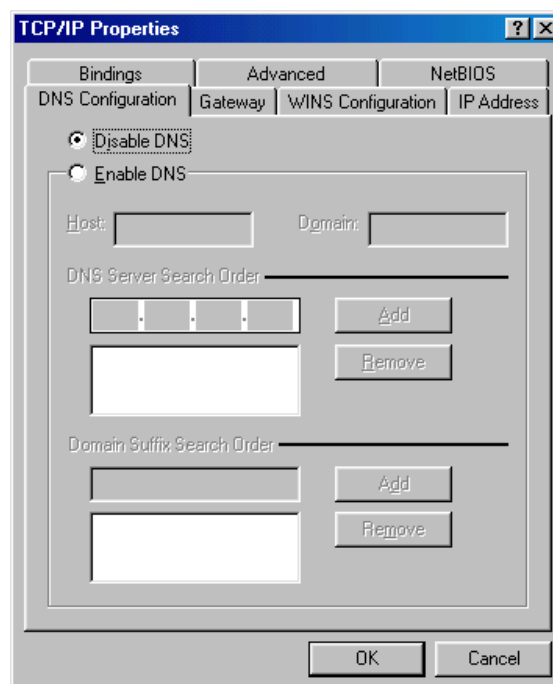 TCP/IP Properties
Bindings Advanced NetBIOS
DNS Configuration Gateway WINS Configuration IP Address
Disable DNS
Enable DNS
Host: Domain:
DNS Server Search Order
. . . Add
Remove
Domain Suffix Search Order
Add
Remove
OK Cancel